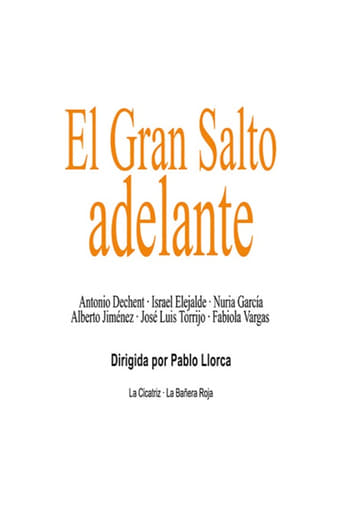 El Gran Salto
adelante
Antonio Dechent · Israel Elejalde · Nuria García
Alberto Jiménez · José Luis Torrijo · Fabiola Vargas
Dirigida por Pablo Llorca
La Cicatriz · La Bañera Roja